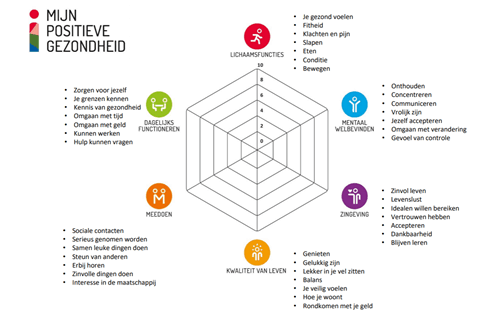 MIJN
POSITIEVE
GEZONDHEID
LICHAAMSFUNCTIES
• Je gezond voelen
• Fitheid
• Klachten en pijn
• Slapen
• Eten
• Conditie
• Bewegen
10
8
6
4
2
0
MENTAAL
WELBEVINDEN
• Onthouden
• Concentreren
• Communiceren
• Vrolijk zijn
• Jezelf accepteren
• Omgaan met verandering
• Gevoel van controle
ZINGEVING
• Zinvol leven
• Levenslust
• Idealen willen bereiken
• Vertrouwen hebben
• Accepteren
• Dankbaarheid
• Blijven leren
KWALITEIT VAN LEVEN
• Genieten
• Gelukkig zijn
• Lekker in je vel zitten
• Balans
• Je veilig voelen
• Hoe je woont
• Rondkomen met je geld
MEEDOEN
• Sociale contacten
• Serieus genomen worden
• Samen leuke dingen doen
• Steun van anderen
• Erbij horen
• Zinvolle dingen doen
• Interesse in de maatschappij
DAGELIJKS
FUNCTIONEREN
• Zorgen voor jezelf
• Je grenzen kennen
• Kennis van gezondheid
• Omgaan met tijd
• Omgaan met geld
• Kunnen werken
• Hulp kunnen vragen